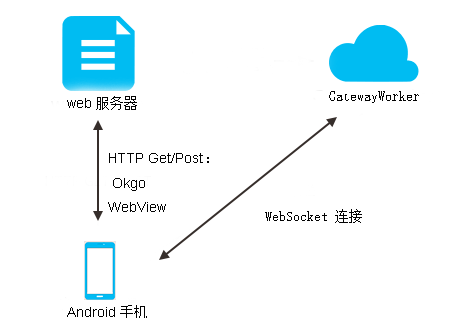 web 服务器
GatewayWorker
HTTP Get/Post：
Okgo
WebView
WebSocket 连接
Android 手机